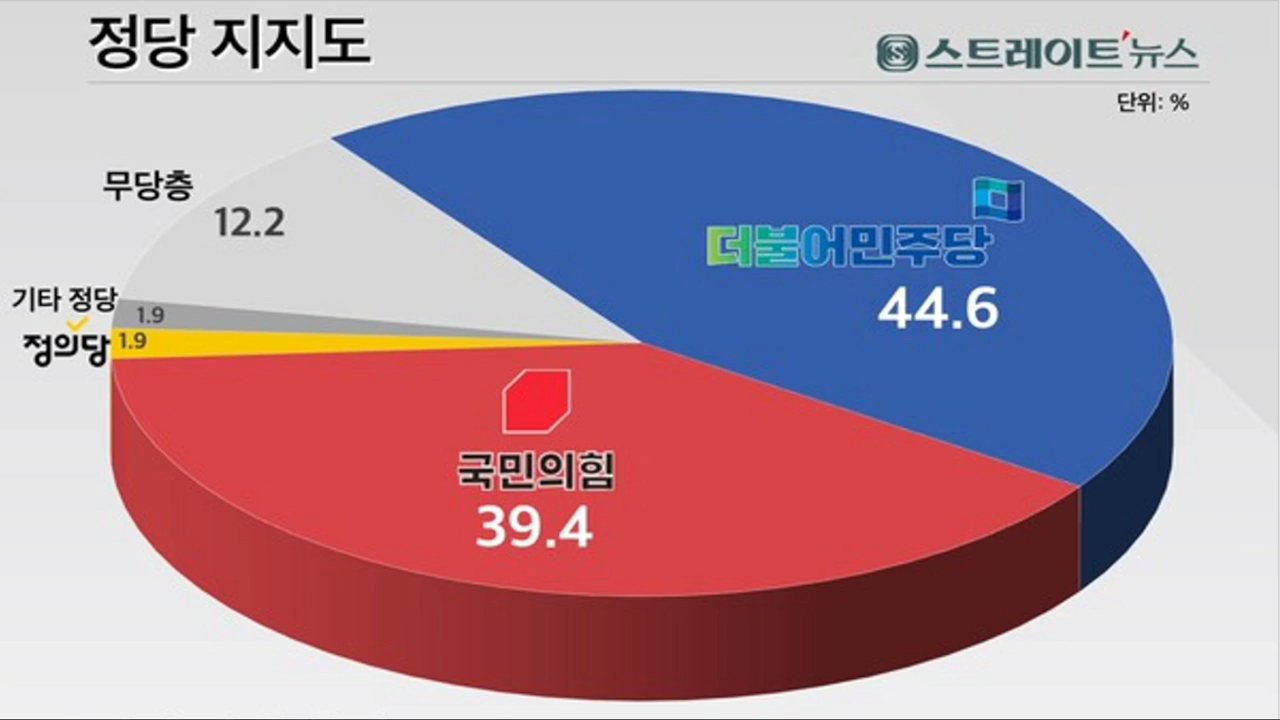 정당 지지도
스트레이트'뉴스
단위: %
무당층
12.2
더불어민주당
44.6
기타 정당
1.9
정의당
1.9
국민의힘
39.4